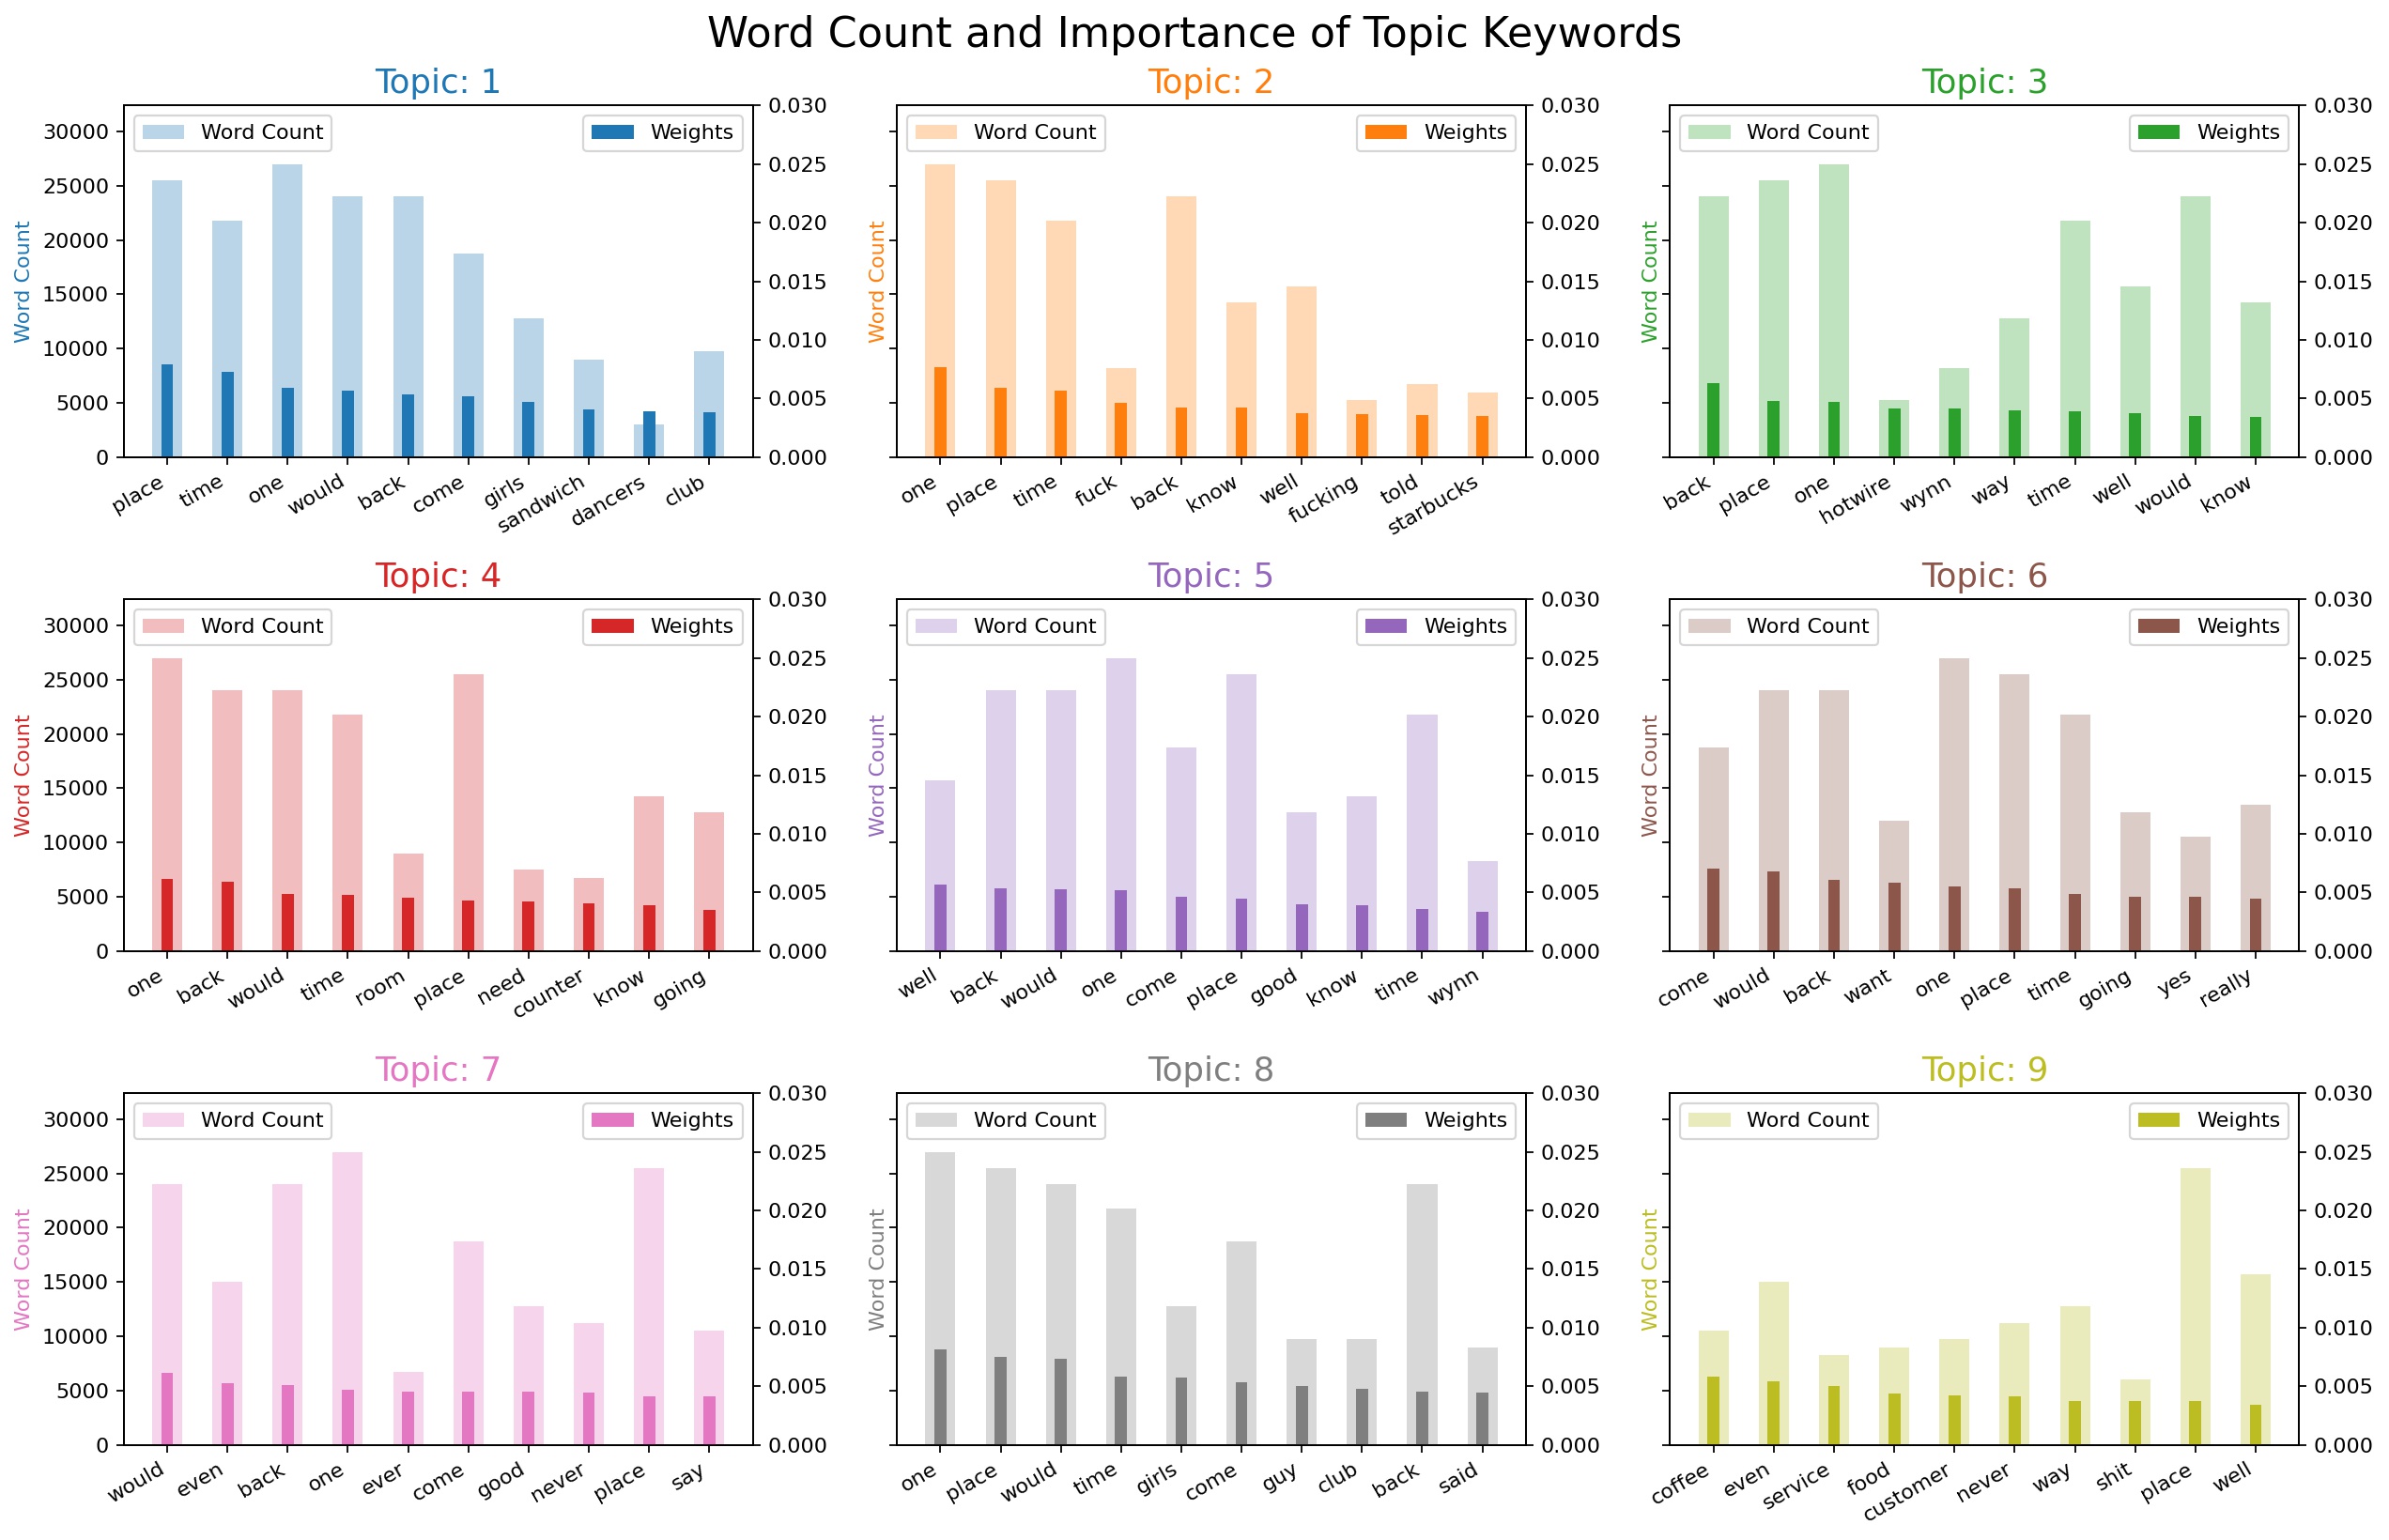 Word Count and Importance of Topic Keywords
Topic: 1
Word Count
Weights
Word Count
30000
25000
20000
15000
10000
5000
0
0.030
0.025
0.020
0.015
0.010
0.005
0.000
place time one would back come girls sandwich dancers club
Topic: 2
Word Count
Weights
Word Count
0.030
0.025
0.020
0.015
0.010
0.005
0.000
one place time fuck back know well fucking told starbucks
Topic: 3
Word Count
Weights
Word Count
0.030
0.025
0.020
0.015
0.010
0.005
0.000
back place one hotwire wynn way time well would know
Topic: 4
Word Count
Weights
Word Count
30000
25000
20000
15000
10000
5000
0
0.030
0.025
0.020
0.015
0.010
0.005
0.000
one back would time room place need counter know going
Topic: 5
Word Count
Weights
Word Count
0.030
0.025
0.020
0.015
0.010
0.005
0.000
well back would one come place good know time wynn
Topic: 6
Word Count
Weights
Word Count
0.030
0.025
0.020
0.015
0.010
0.005
0.000
come would back want one place time going yes really
Topic: 7
Word Count
Weights
Word Count
30000
25000
20000
15000
10000
5000
0
0.030
0.025
0.020
0.015
0.010
0.005
0.000
would even back one ever come good never place say
Topic: 8
Word Count
Weights
Word Count
0.030
0.025
0.020
0.015
0.010
0.005
0.000
one place would time girls come guy club back said
Topic: 9
Word Count
Weights
Word Count
0.030
0.025
0.020
0.015
0.010
0.005
0.000
coffee even service food customer never way shit place well